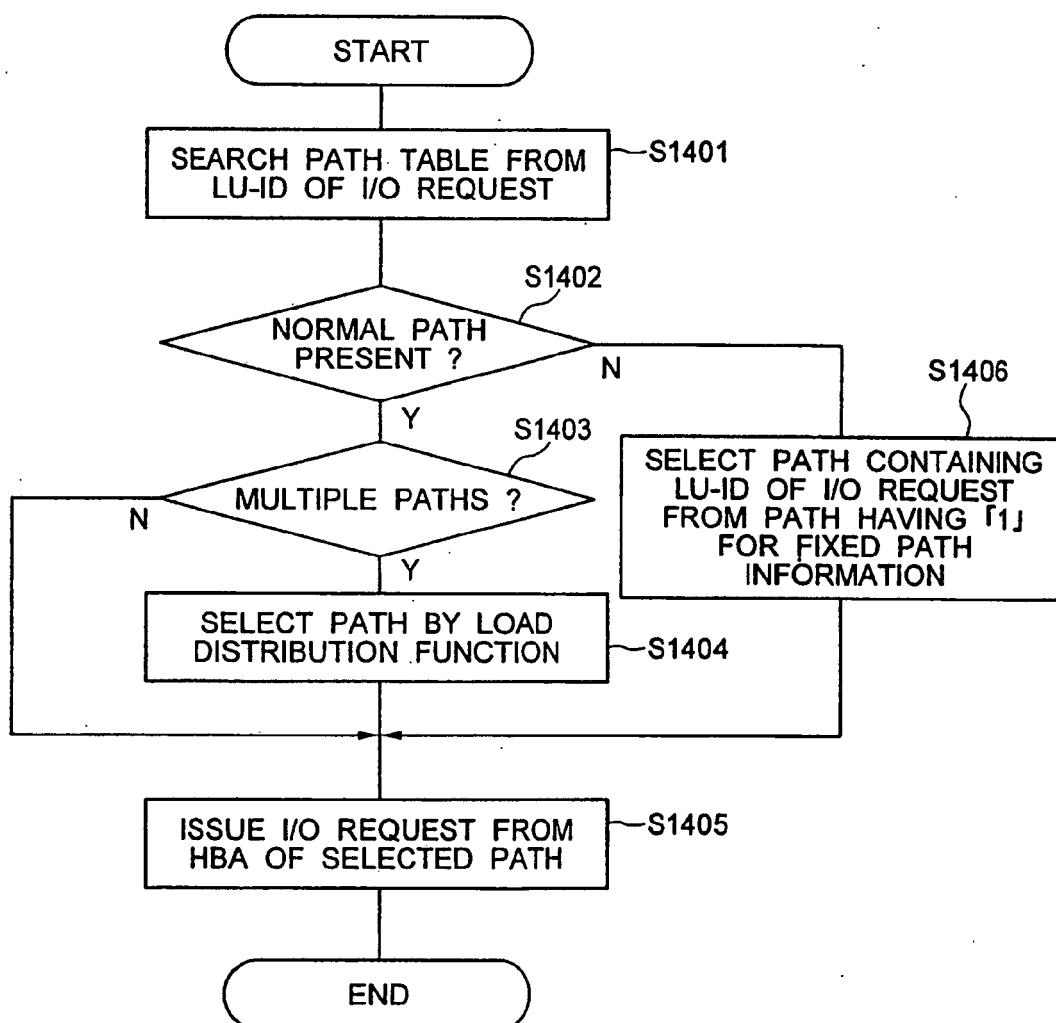 START
SEARCH PATH TABLE FROM
LU-ID OF I/O REQUEST
S1401
S1402
NORMAL PATH
PRESENT ?
N
Y
S1406
SELECT PATH CONTAINING
LU-ID OF I/O REQUEST
FROM PATH HAVING「1」
FOR FIXED PATH
INFORMATION
S1403
MULTIPLE PATHS ?
N
Y
SELECT PATH BY LOAD
DISTRIBUTION FUNCTION
S1404
ISSUE I/O REQUEST FROM
HBA OF SELECTED PATH
S1405
END